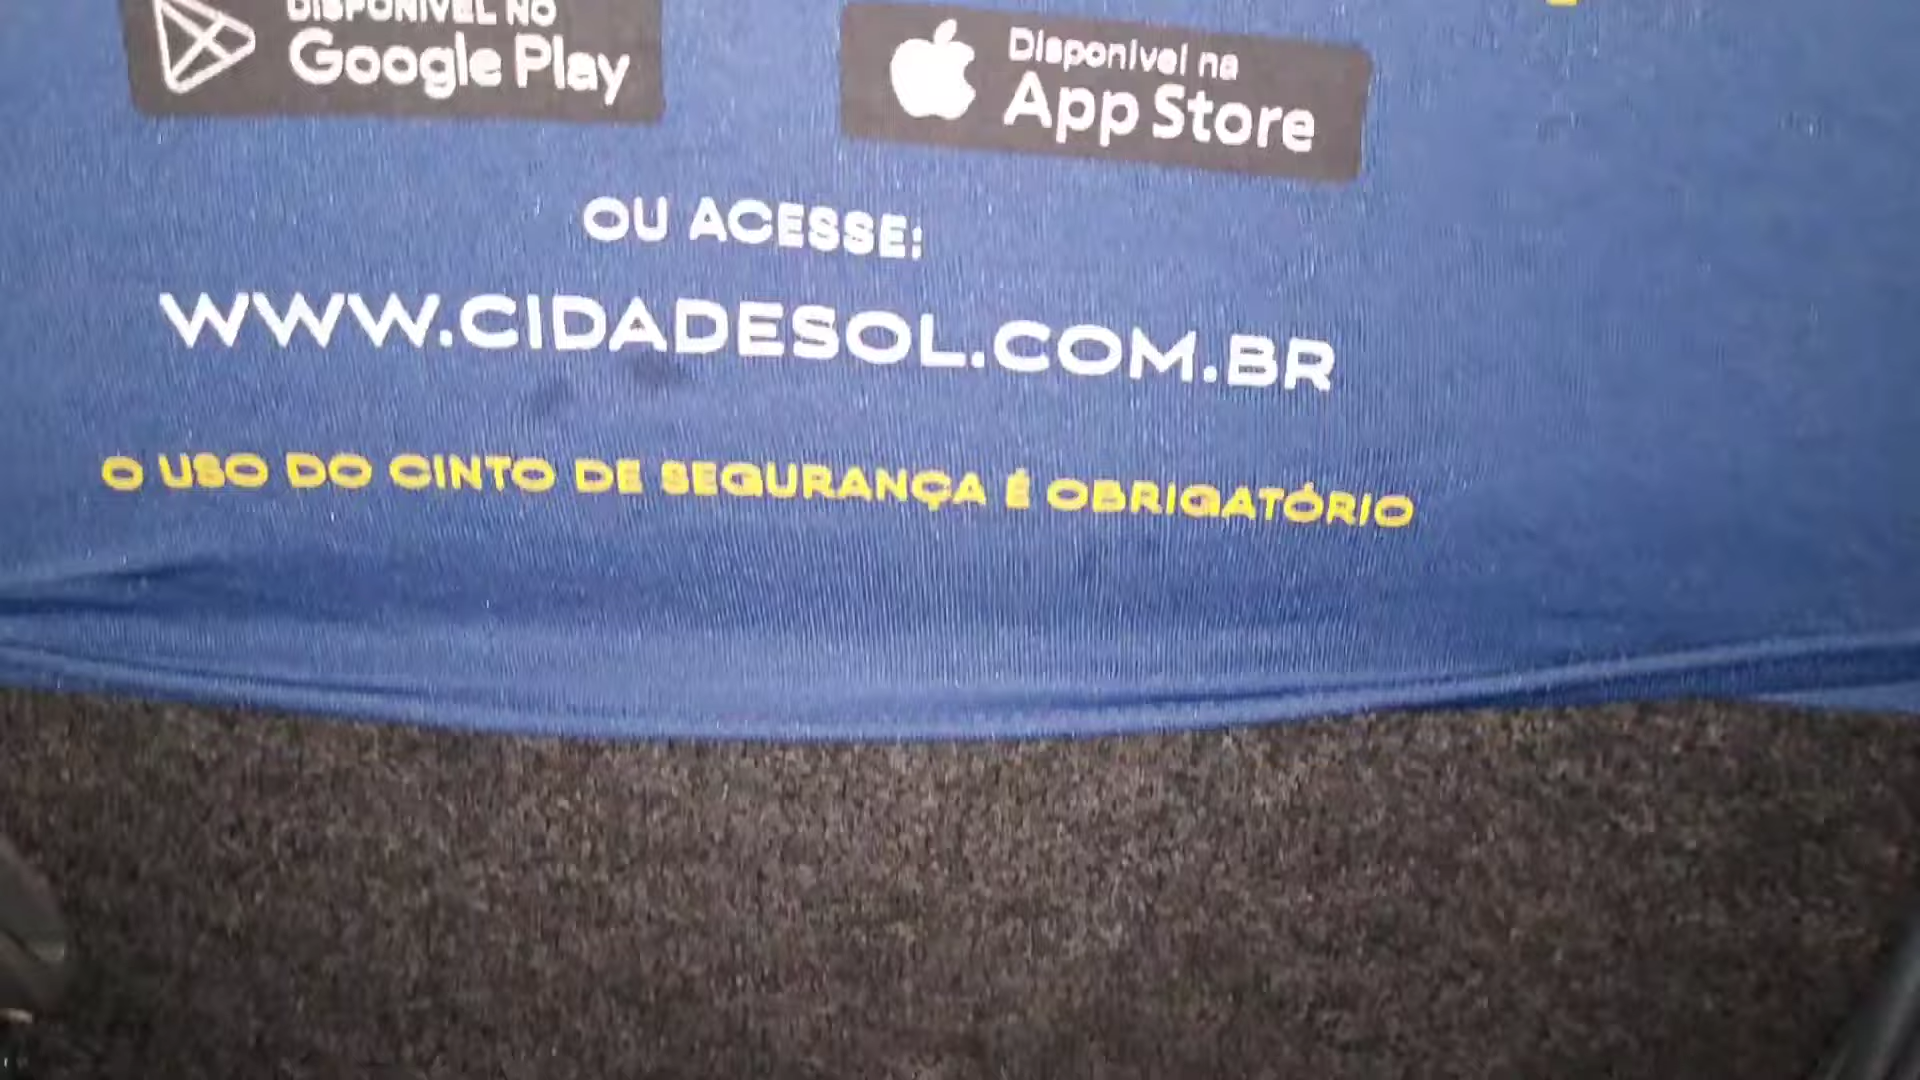 DISPONÍVEL NO
Google Play
Disponível na
App Store
OU ACESSE:
WWW.CIDADESOL.COM.BR
O USO DO CINTO DE SEGURANÇA É OBRIGATÓRIO